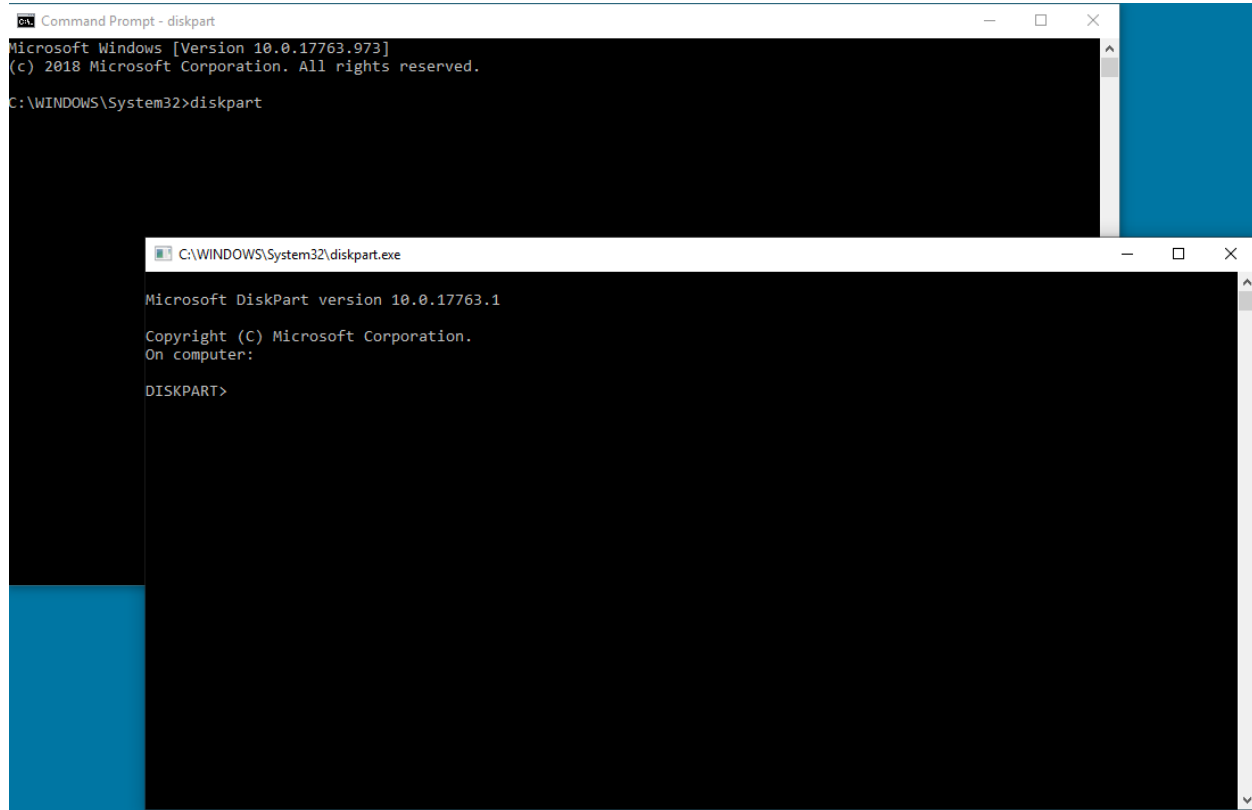 Command Prompt - diskpart
Microsoft Windows [Version 10.0.17763.973]
(c) 2018 Microsoft Corporation. All rights reserved.
C:\WINDOWS\System32>diskpart
C:\WINDOWS\System32\diskpart.exe
Microsoft DiskPart version 10.0.17763.1
Copyright (C) Microsoft Corporation.
On computer:
DISKPART>